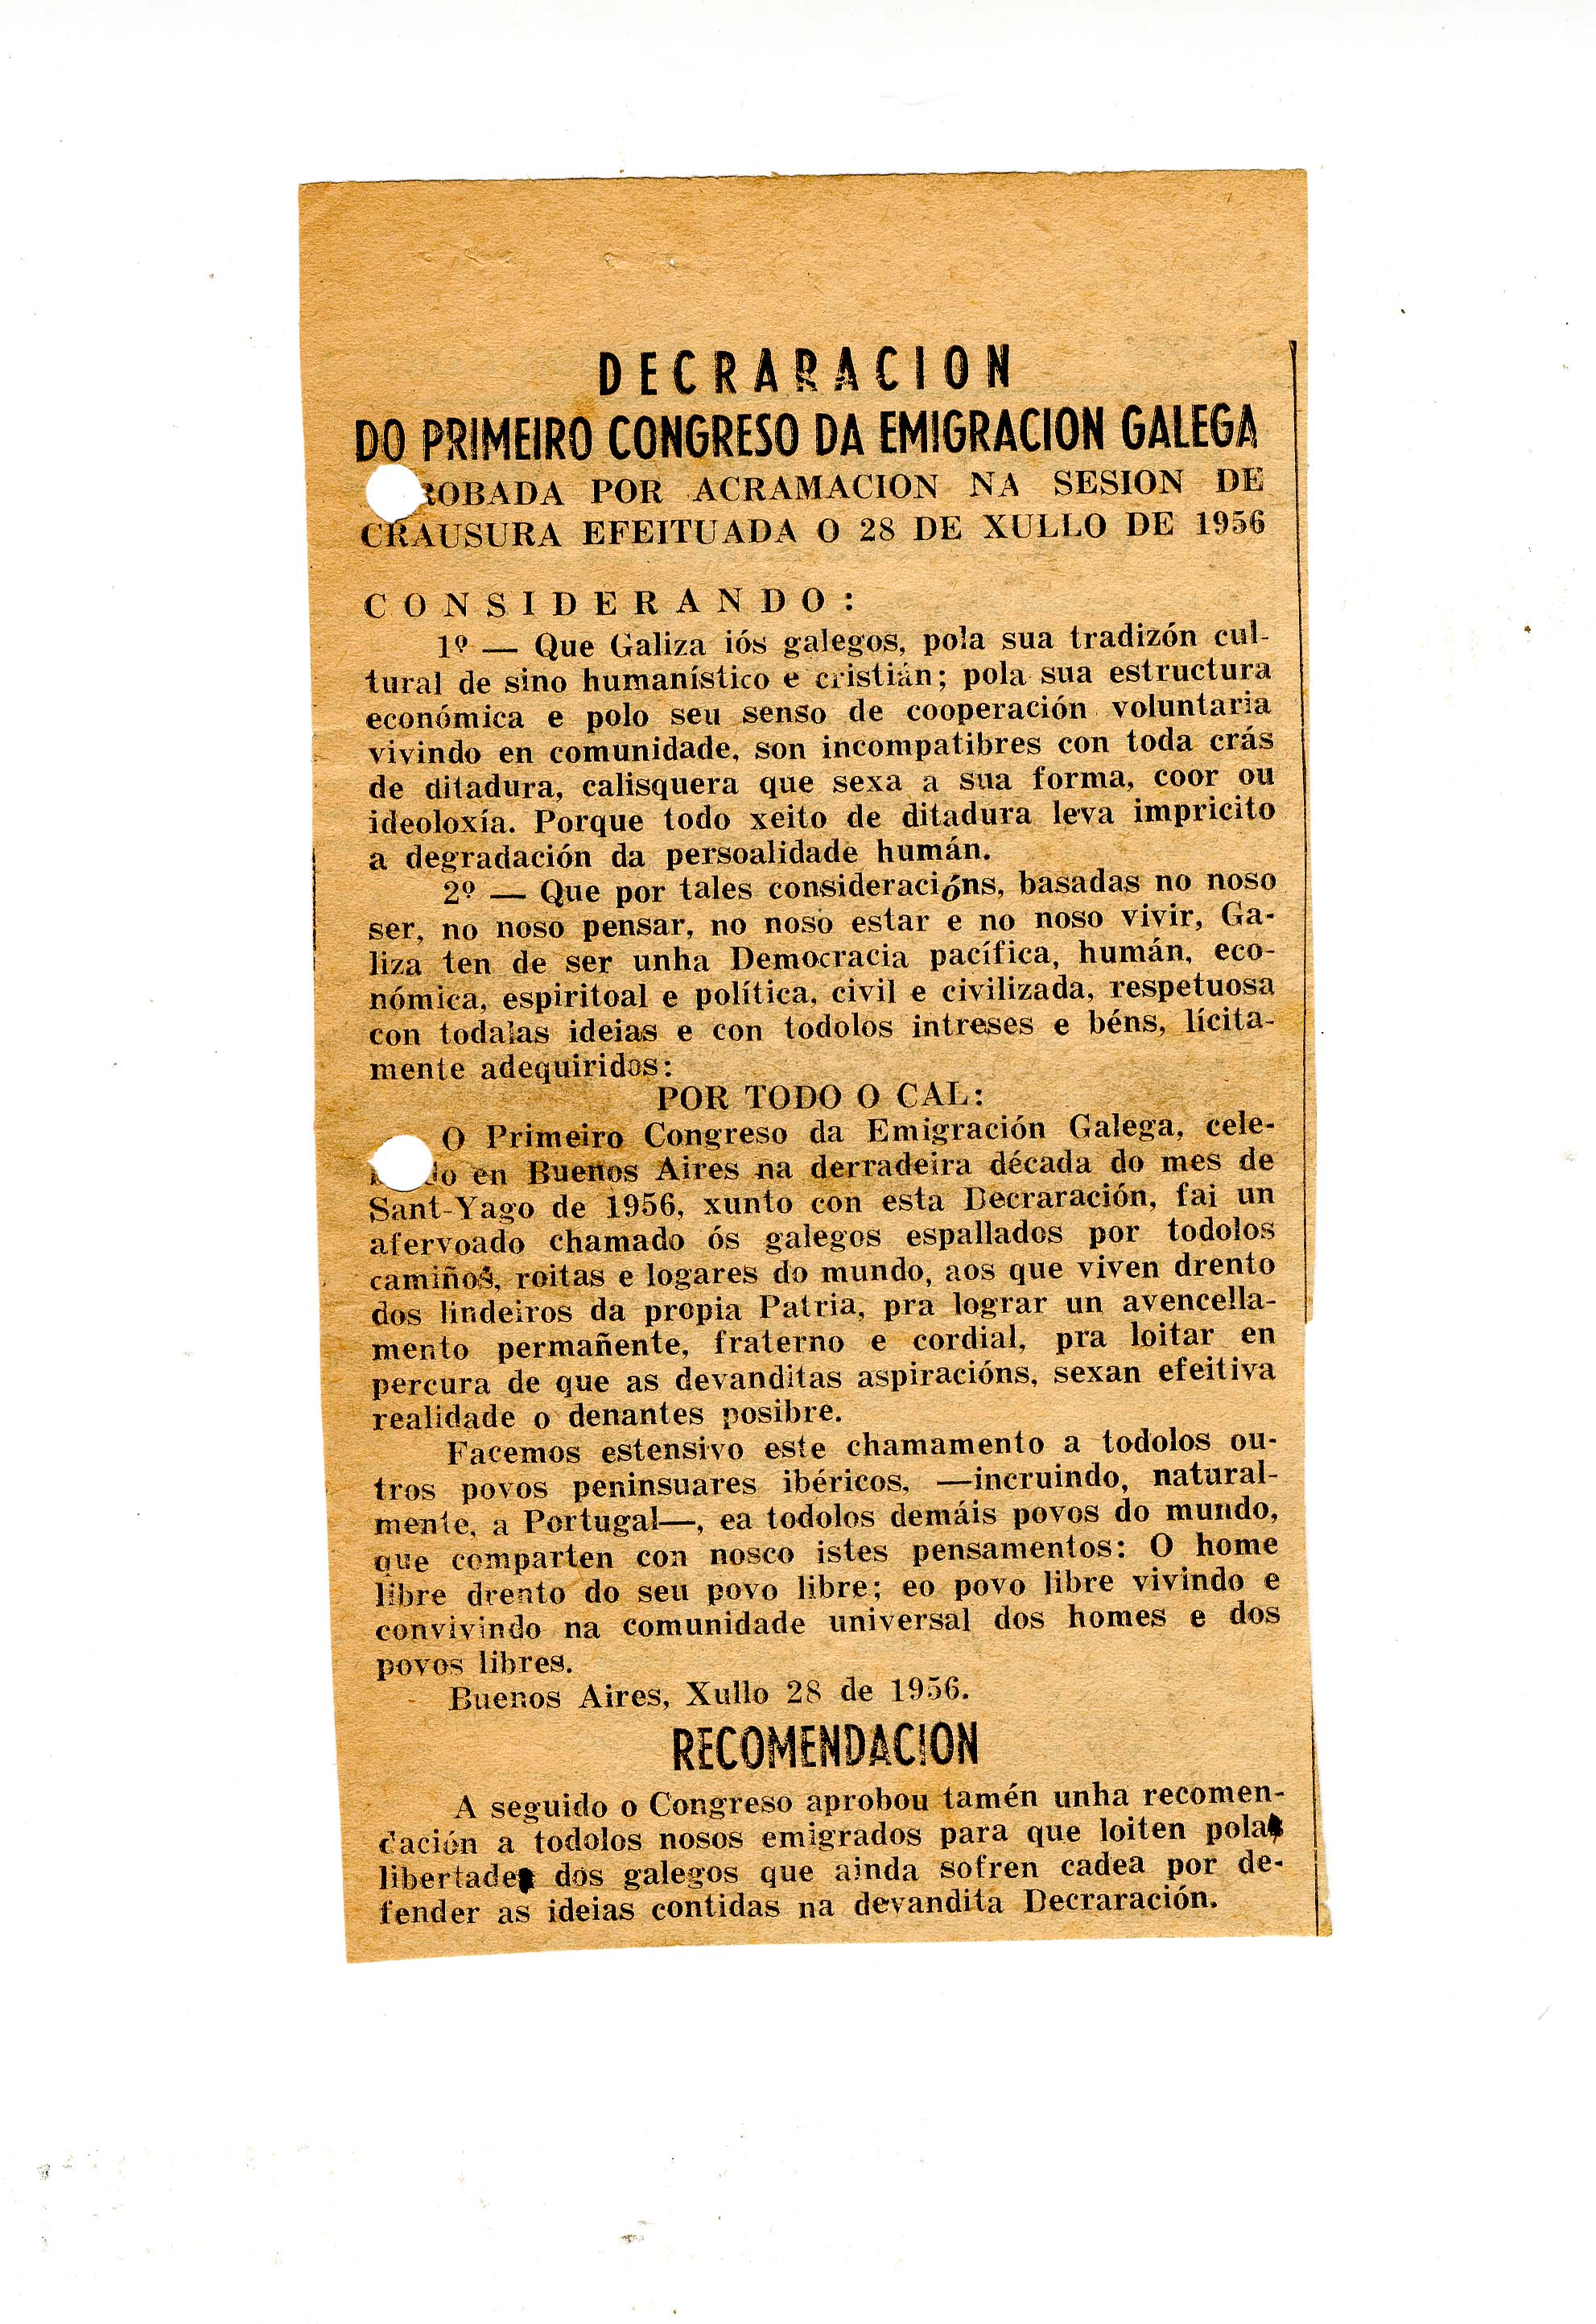 DECRARACION
DO PRIMEIRO CONGRESO DA EMIGRACION GALEGA
POR ACRAMACION NA SESION DE
CRAUSURA EFEITUADA O 28 DE XULLO DE 1956
CONSIDERANDO:
1º — Que Galiza iós galegos, pola sua tradizón cul-
tural de sino humanístico e cristián; pola sua estructura
económica e polo seu senso de cooperación voluntaria
vivindo en comunidade, son incompatibres con toda crás
de ditadura, calisquera que sexa a sua forma, coor ou
ideoloxía. Porque todo xeito de ditadura leva impricito
a degradación da persoalidade humán.
2º — Que por tales consideracións, basadas no noso
ser, no noso pensar, no noso estar e no noso vivir, Ga-
liza ten de ser unha Democracia pacífica, humán, eco-
nómica, espiritoal e política, civil e civilizada, respetuosa
con todalas ideias e con todolos intreses e béns, lícita-
mente adequiridos:
POR TODO O CAL:
O Primeiro Congreso da Emigración Galega, cele-
en Buenos Aires na derradeira década do mes de
Sant-Yago de 1956, xunto con esta Decraración, fai un
afervoado chamado ós galegos espallados por todolos
camiños, roitas e logares do mundo, aos que viven drento
dos lindeiros da propia Patria, pra lograr un avencella-
mento permañente, fraterno e cordial, pra loitar en
percura de que as devanditas aspiracións, sexan efeitiva
realidade o denantes posibre.
Facemos estensivo este chamamento a todolos ou-
tros povos peninsuares ibéricos, —incruindo, natural-
mente, a Portugal—, ea todolos demáis povos do mundo,
que comparten con nosco istes pensamentos: O home
libre drento do seu povo libre; eo povo libre vivindo e
convivindo na comunidade universal dos homes e dos
povos libres.
Buenos Aires, Xullo 28 de 1956.
RECOMENDACION
A seguido o Congreso aprobou tamén unha recomen-
dación a todolos nosos emigrados para que loiten polas
libertades dos galegos que ainda sofren cadea por de-
fender as ideias contidas na devandita Decraración.